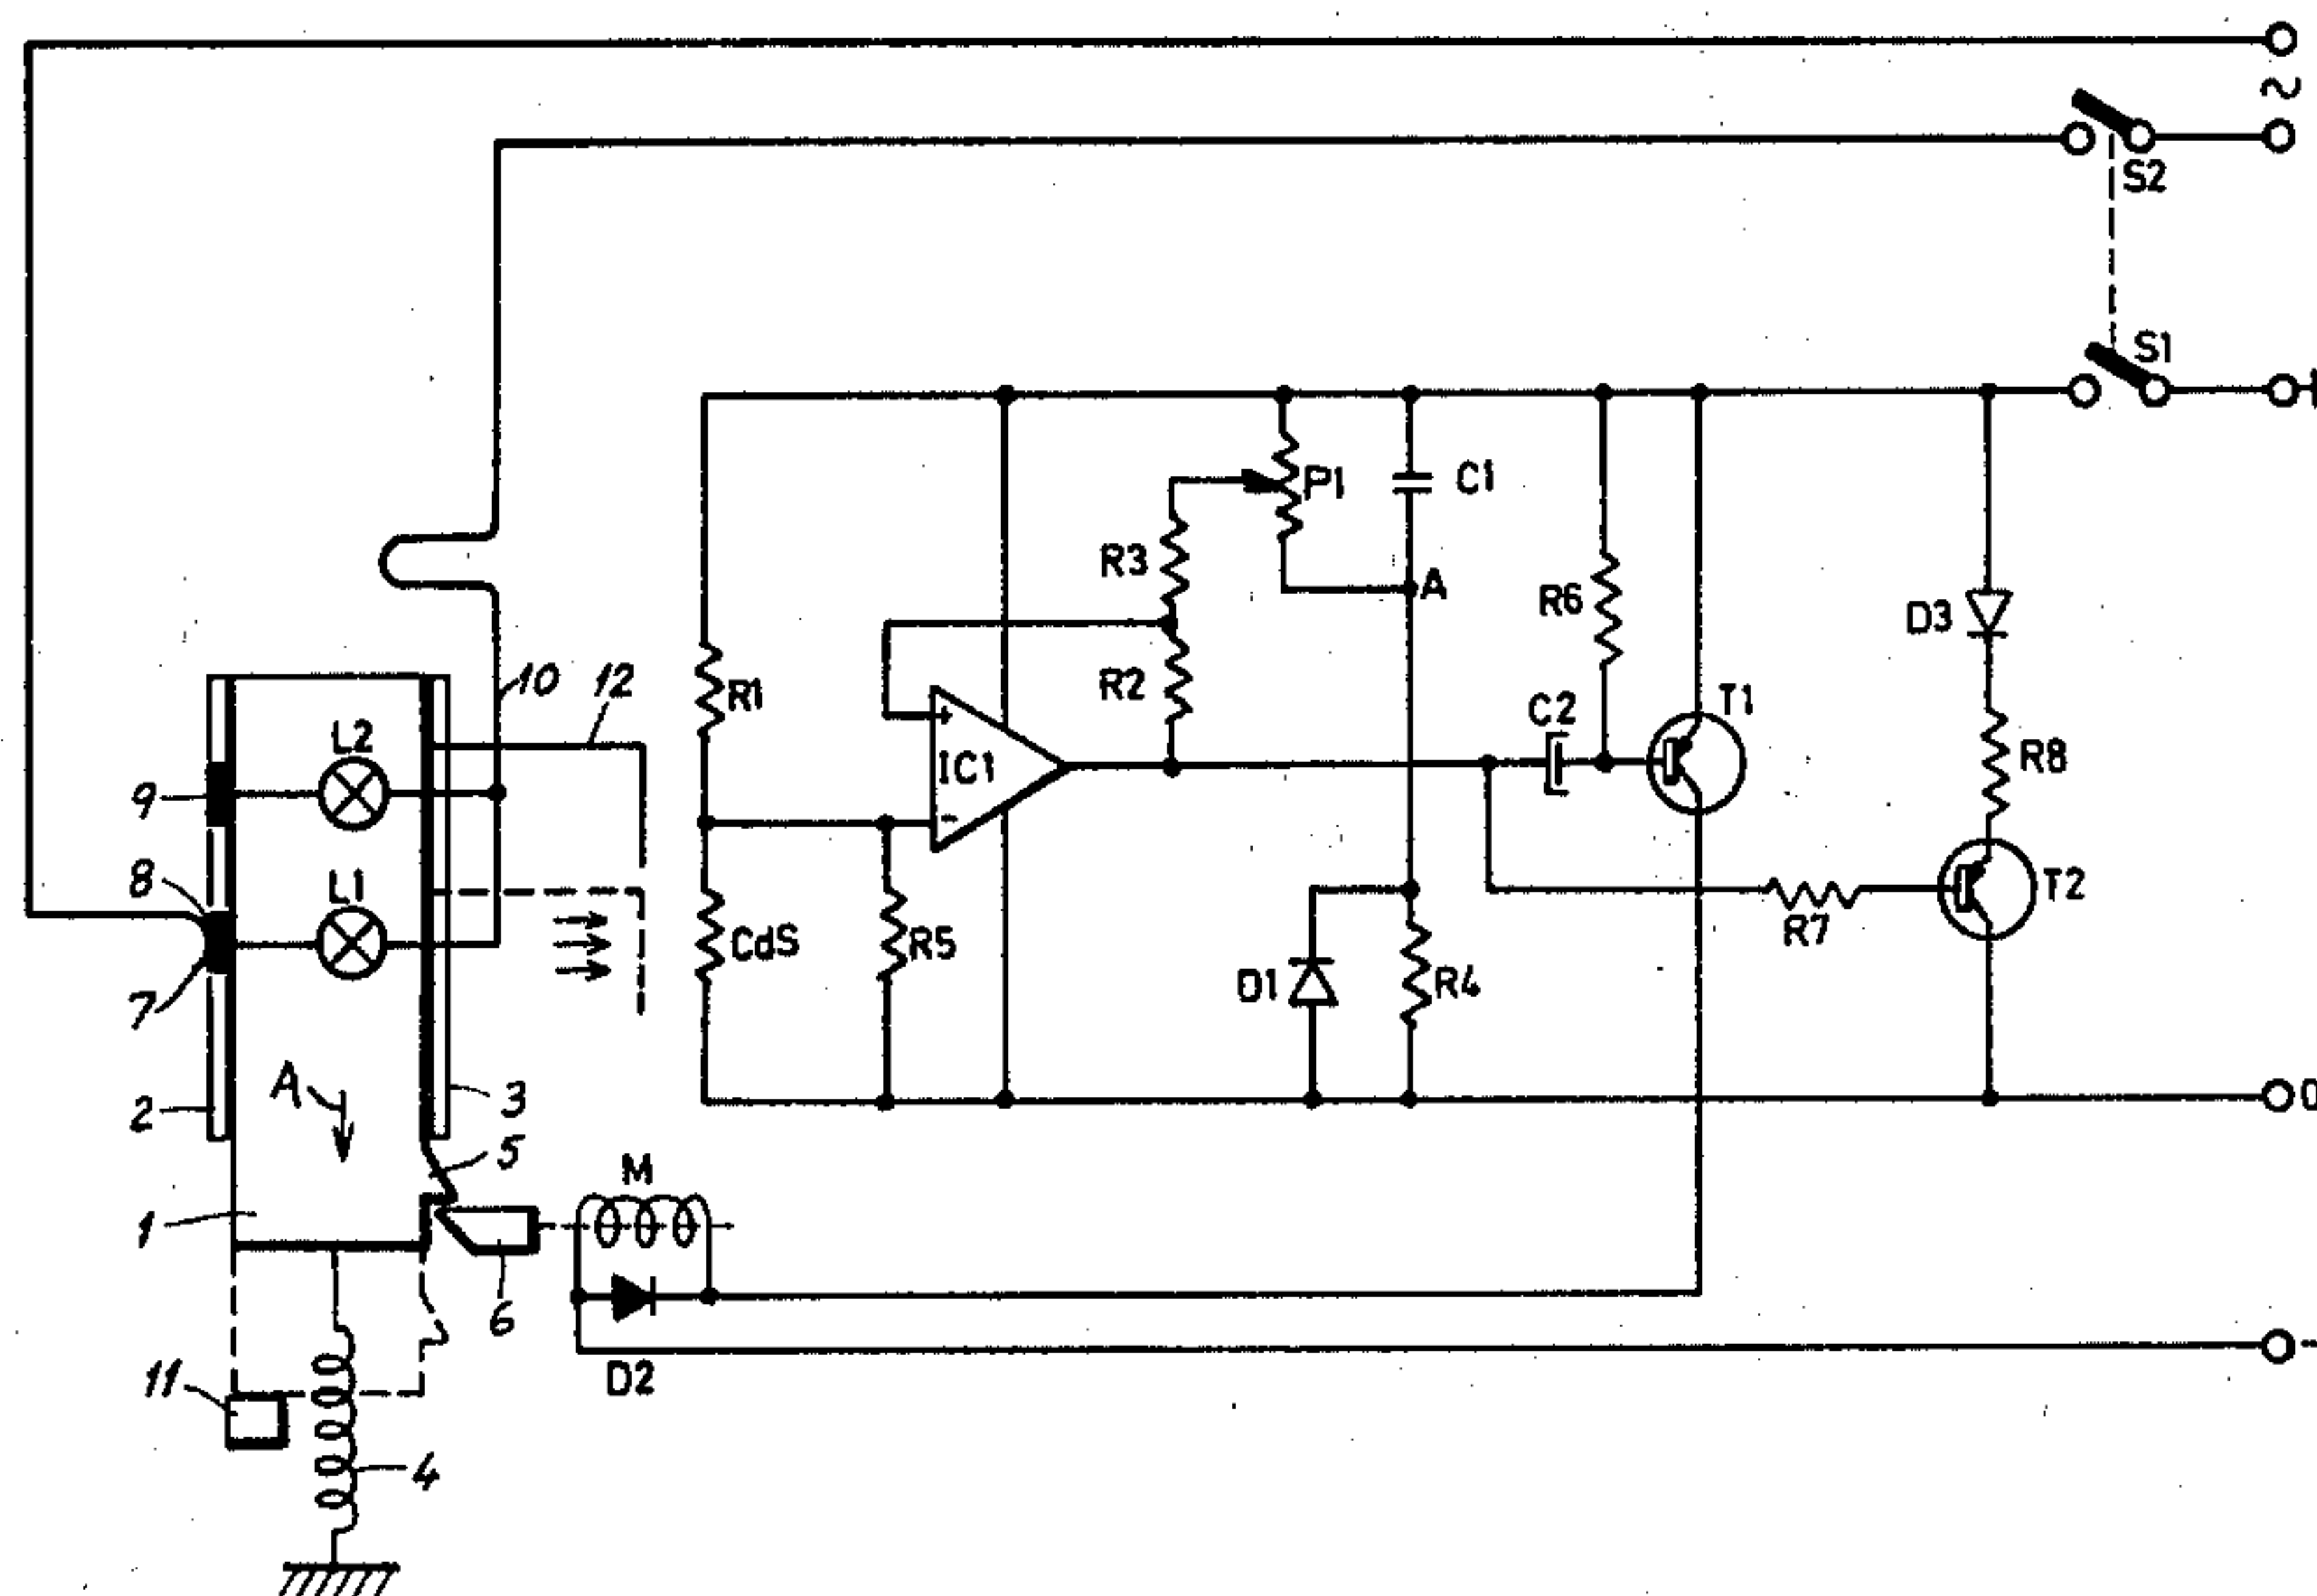 ~
S2
S1
+
P1
C1
R3
A
R6
D3
10
12
R1
R2
T1
L2
C2
IC1
+
R8
9
-
8
L1
T2
CdS
R5
R7
7
D1
R4
A
2
3
0
5
M
1
6
-
11
D2
4